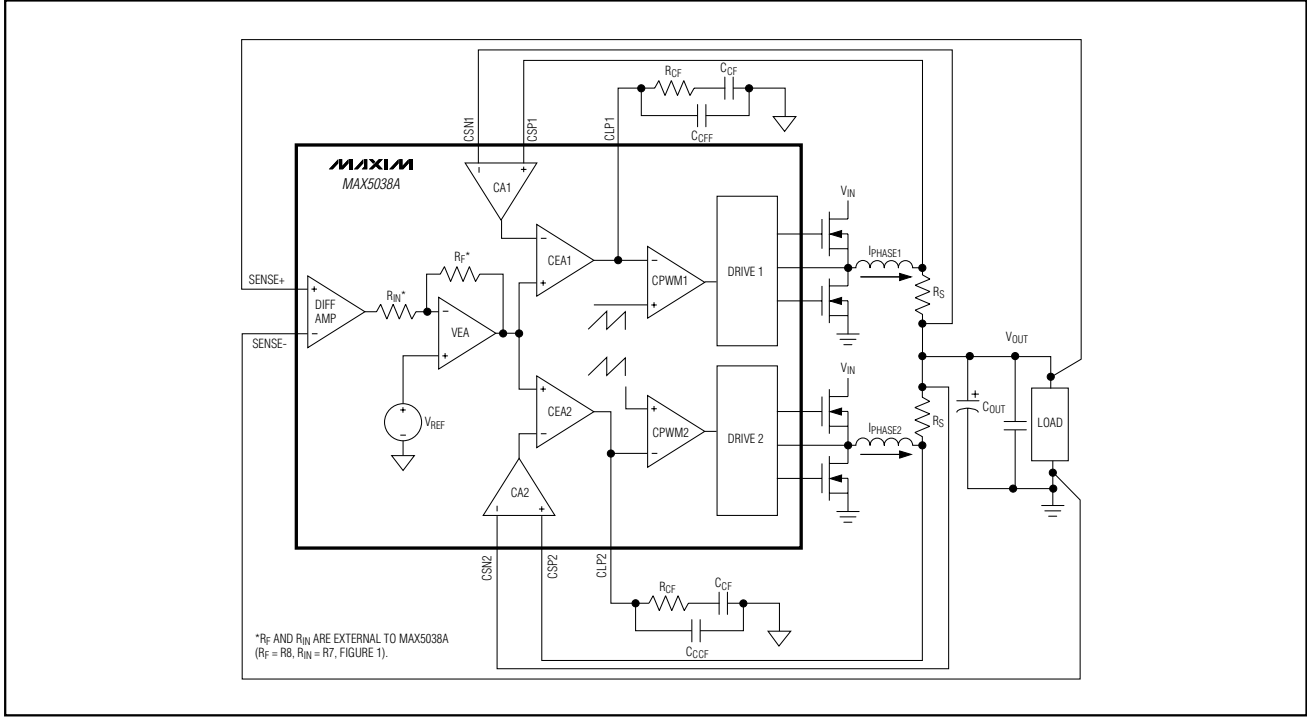 RCF
CCF
CCFF
CSN1
CSP1
CLP1
MAXIM
MAX5038A
CA1
VIN
RF*
CEA1
CPWM1
DRIVE 1
IPHASE1
SENSE+
RIN*
RS
DIFF
AMP
VEA
SENSE-
VOUT
VIN
CEA2
CPWM2
DRIVE 2
COUT
LOAD
VREF
IPHASE2
RS
CA2
CSN2
CSP2
CLP2
RCF
CCF
CCCF
*RF AND RIN ARE EXTERNAL TO MAX5038A
(RF = R8, RIN = R7, FIGURE 1).